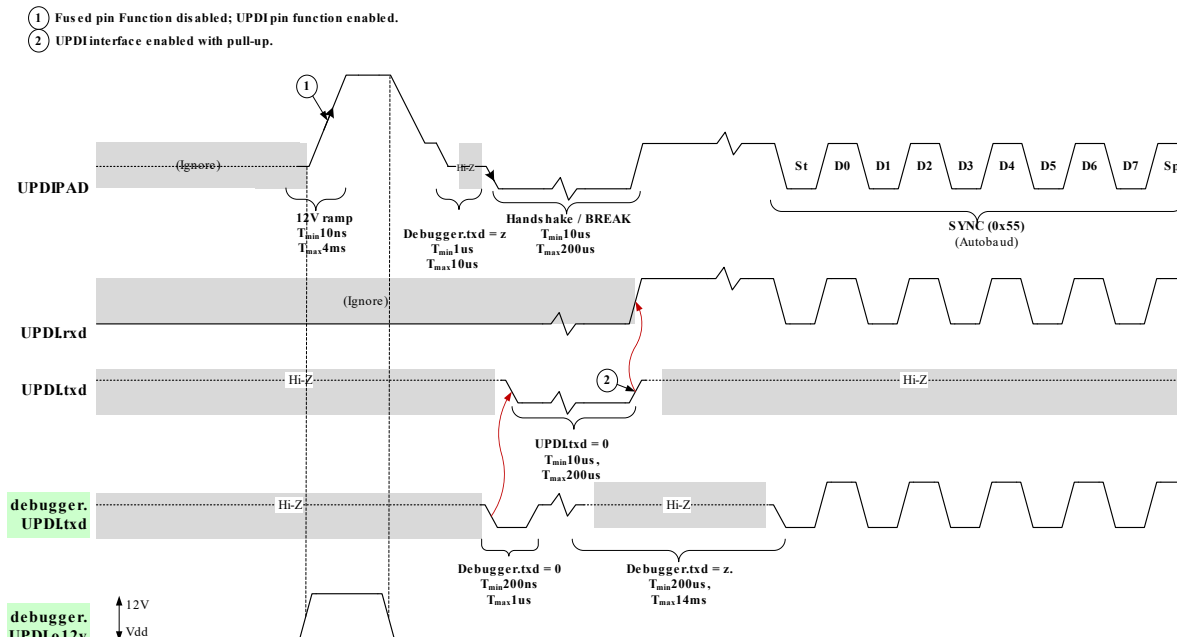 1 Fused pin Function disabled; UPDI pin function enabled.
2 UPDI interface enabled with pull-up.
1
(Ignore)
Hi-Z
St D0 D1 D2 D3 D4 D5 D6 D7 Sp
UPDIPAD
12V ramp
Tmin10ns
Tmax4ms
Debugger.txd = z
Tmin1us
Tmax10us
Handshake / BREAK
Tmin10us
Tmax200us
SYNC (0x55)
(Autobaud)
(Ignore)
UPDI.rxd
UPDI.txd
Hi-Z
2
Hi-Z
UPDI.txd = 0
Tmin10us,
Tmax200us
debugger.
UPDI.txd
Hi-Z
Hi-Z
Debugger.txd = 0
Tmin200ns
Tmax1us
Debugger.txd = z.
Tmin200us,
Tmax14ms
debugger.
UPDI.o12v
12V
Vdd